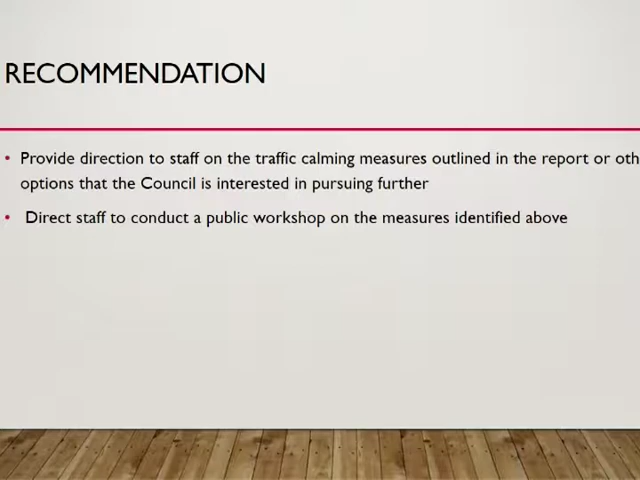 RECOMMENDATION
• Provide direction to staff on the traffic calming measures outlined in the report or
options that the Council is interested in pursuing further
• Direct staff to conduct a public workshop on the measures identified above